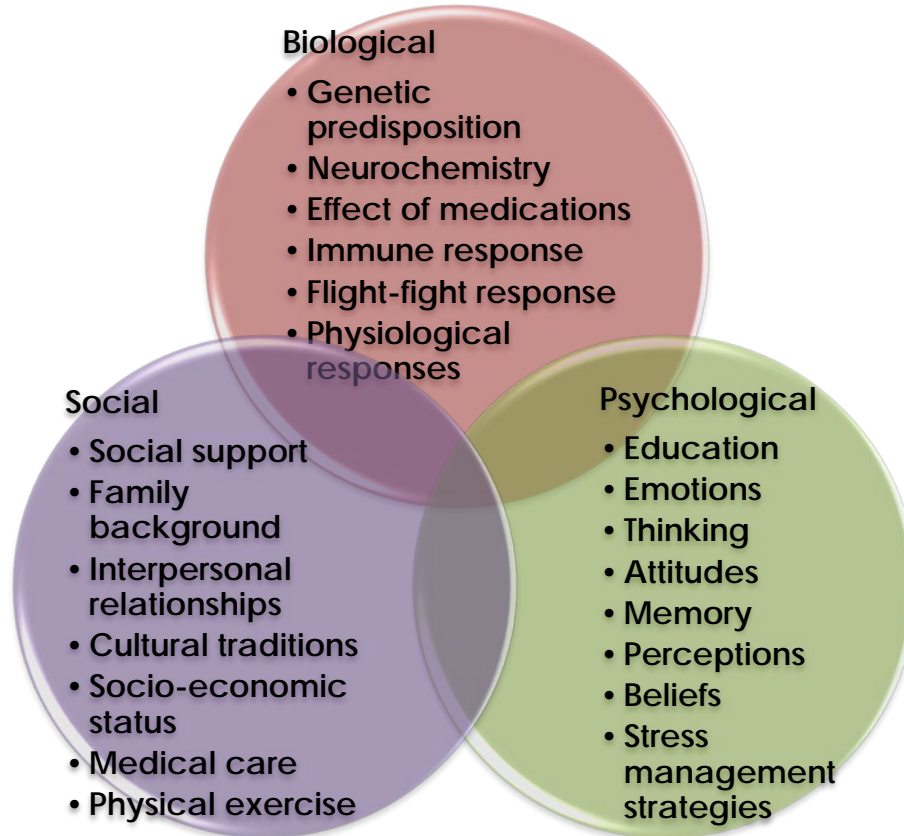 Biological
• Genetic
predisposition
• Neurochemistry
• Effect of medications
• Immune response
• Flight-fight response
• Physiological
responses
Social
• Social support
• Family
background
• Interpersonal
relationships
• Cultural traditions
• Socio-economic
status
• Medical care
• Physical exercise
Psychological
• Education
• Emotions
• Thinking
• Attitudes
• Memory
• Perceptions
• Beliefs
• Stress
management
strategies